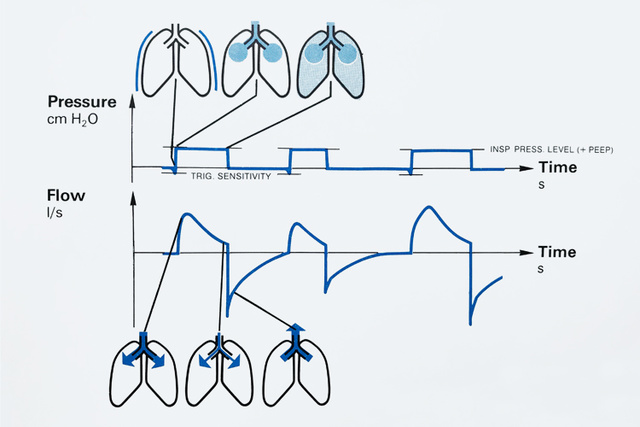 Pressure
cm H₂O
INSP PRESS. LEVEL (+ PEEP)
Time
s
TRIG. SENSITIVITY
Flow
l/s
Time
s